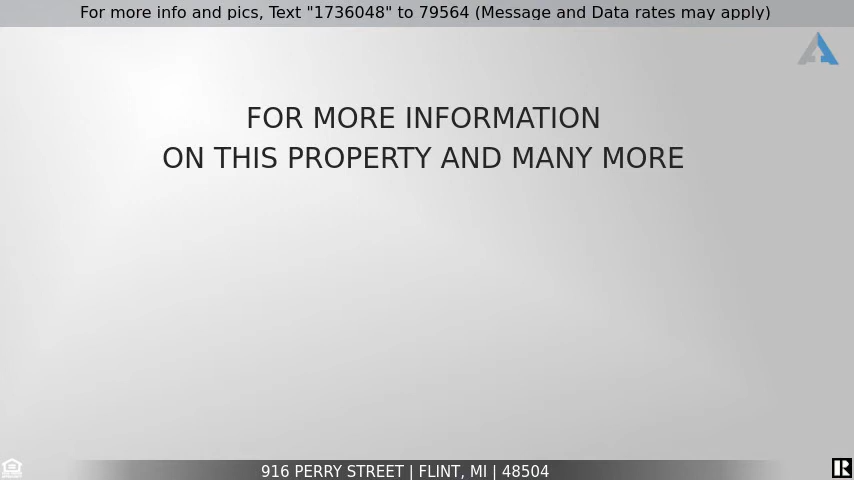 For more info and pics, Text "1736048" to 79564 (Message and Data rates may apply)
FOR MORE INFORMATION
ON THIS PROPERTY AND MANY MORE
916 PERRY STREET | FLINT, MI | 48504